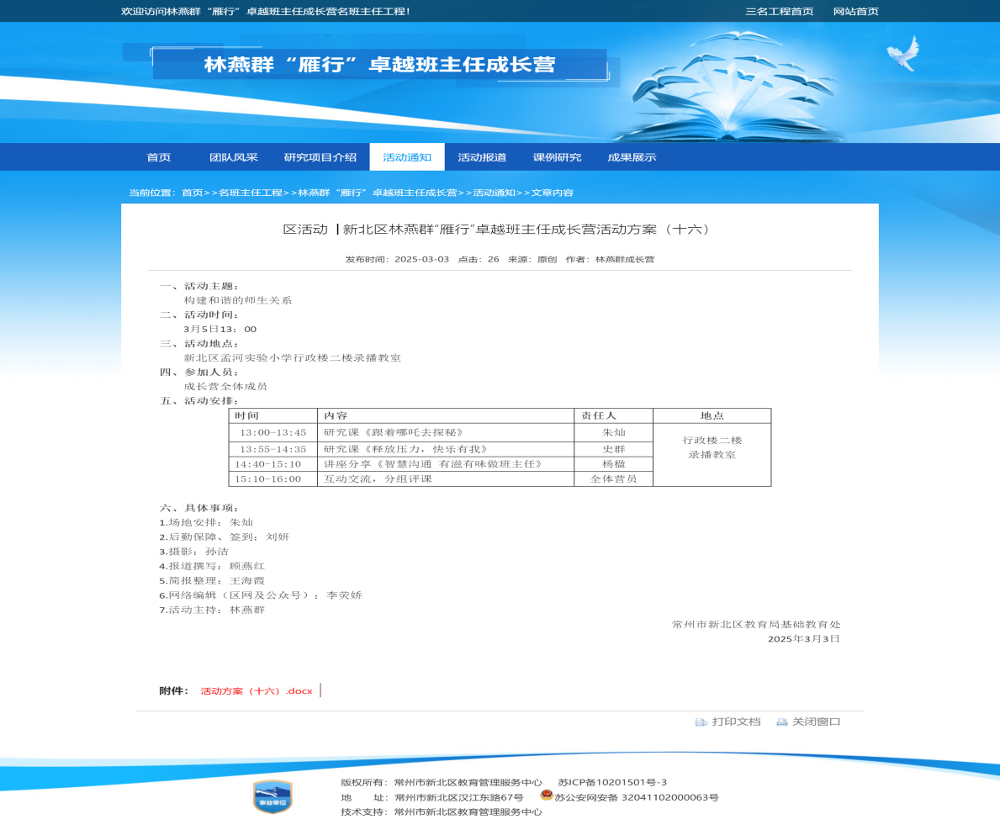 欢迎访问林燕群“雁行”卓越班主任成长营名班主任工程!
三名工程首页 网站首页
林燕群“雁行”卓越班主任成长营
首页 团队风采 研究项目介绍 活动通知 活动报道 课例研究 成果展示
当前位置：首页>>名班主任工程>>林燕群“雁行”卓越班主任成长营>>活动通知>>文章内容
区活动 | 新北区林燕群“雁行”卓越班主任成长营活动方案（十六）
发布时间：2025-03-03 点击：26 来源：原创 作者：林燕群成长营
一、活动主题：
构建和谐的师生关系
二、活动时间：
3月5日13：00
三、活动地点：
新北区孟河实验小学行政楼二楼录播教室
四、参加人员：
成长营全体成员
五、活动安排：
时间 内容 责任人 地点
13:00-13:45 研究课《跟着哪吒去探秘》 朱灿 行政楼二楼
录播教室
13:55-14:35 研究课《释放压力，快乐有我》 史群
14:40-15:10 讲座分享《智慧沟通 有滋有味做班主任》 杨楹
15:10-16:00 互动交流，分组评课 全体营员
六、具体事项：
1.场地安排：朱灿
2.后勤保障、签到：刘妍
3.摄影：孙洁
4.报道撰写：顾燕红
5.简报整理：王海霞
6.网络编辑（区网及公众号）：李荧娇
7.活动主持：林燕群
常州市新北区教育局基础教育处
2025年3月3日
附件： 活动方案（十六）.docx
打印文档 关闭窗口
事业单位
版权所有：常州市新北区教育管理服务中心 苏ICP备10201501号-3
地 址：常州市新北区汉江东路67号 苏公安网安备 32041102000063号
技术支持：常州市新北区教育管理服务中心